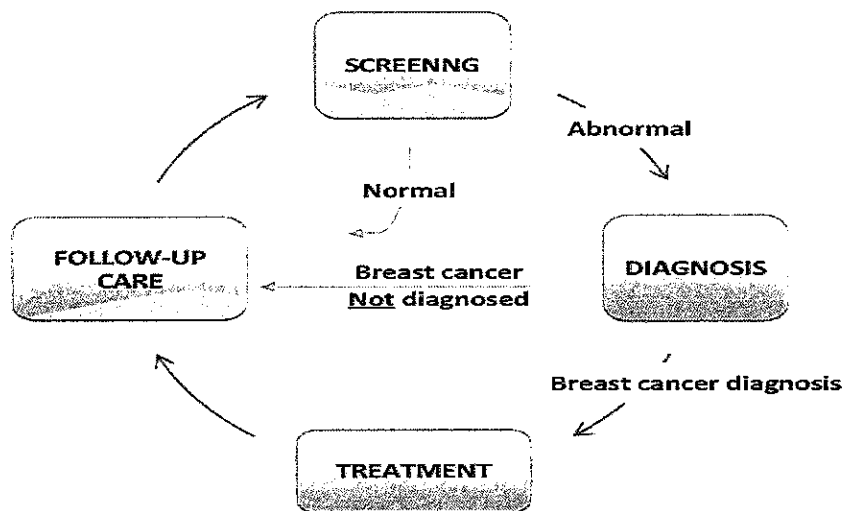 SCREENNG
Abnormal
Normal
FOLLOW-UP
CARE
Breast cancer
Not diagnosed
DIAGNOSIS
Breast cancer diagnosis
TREATMENT